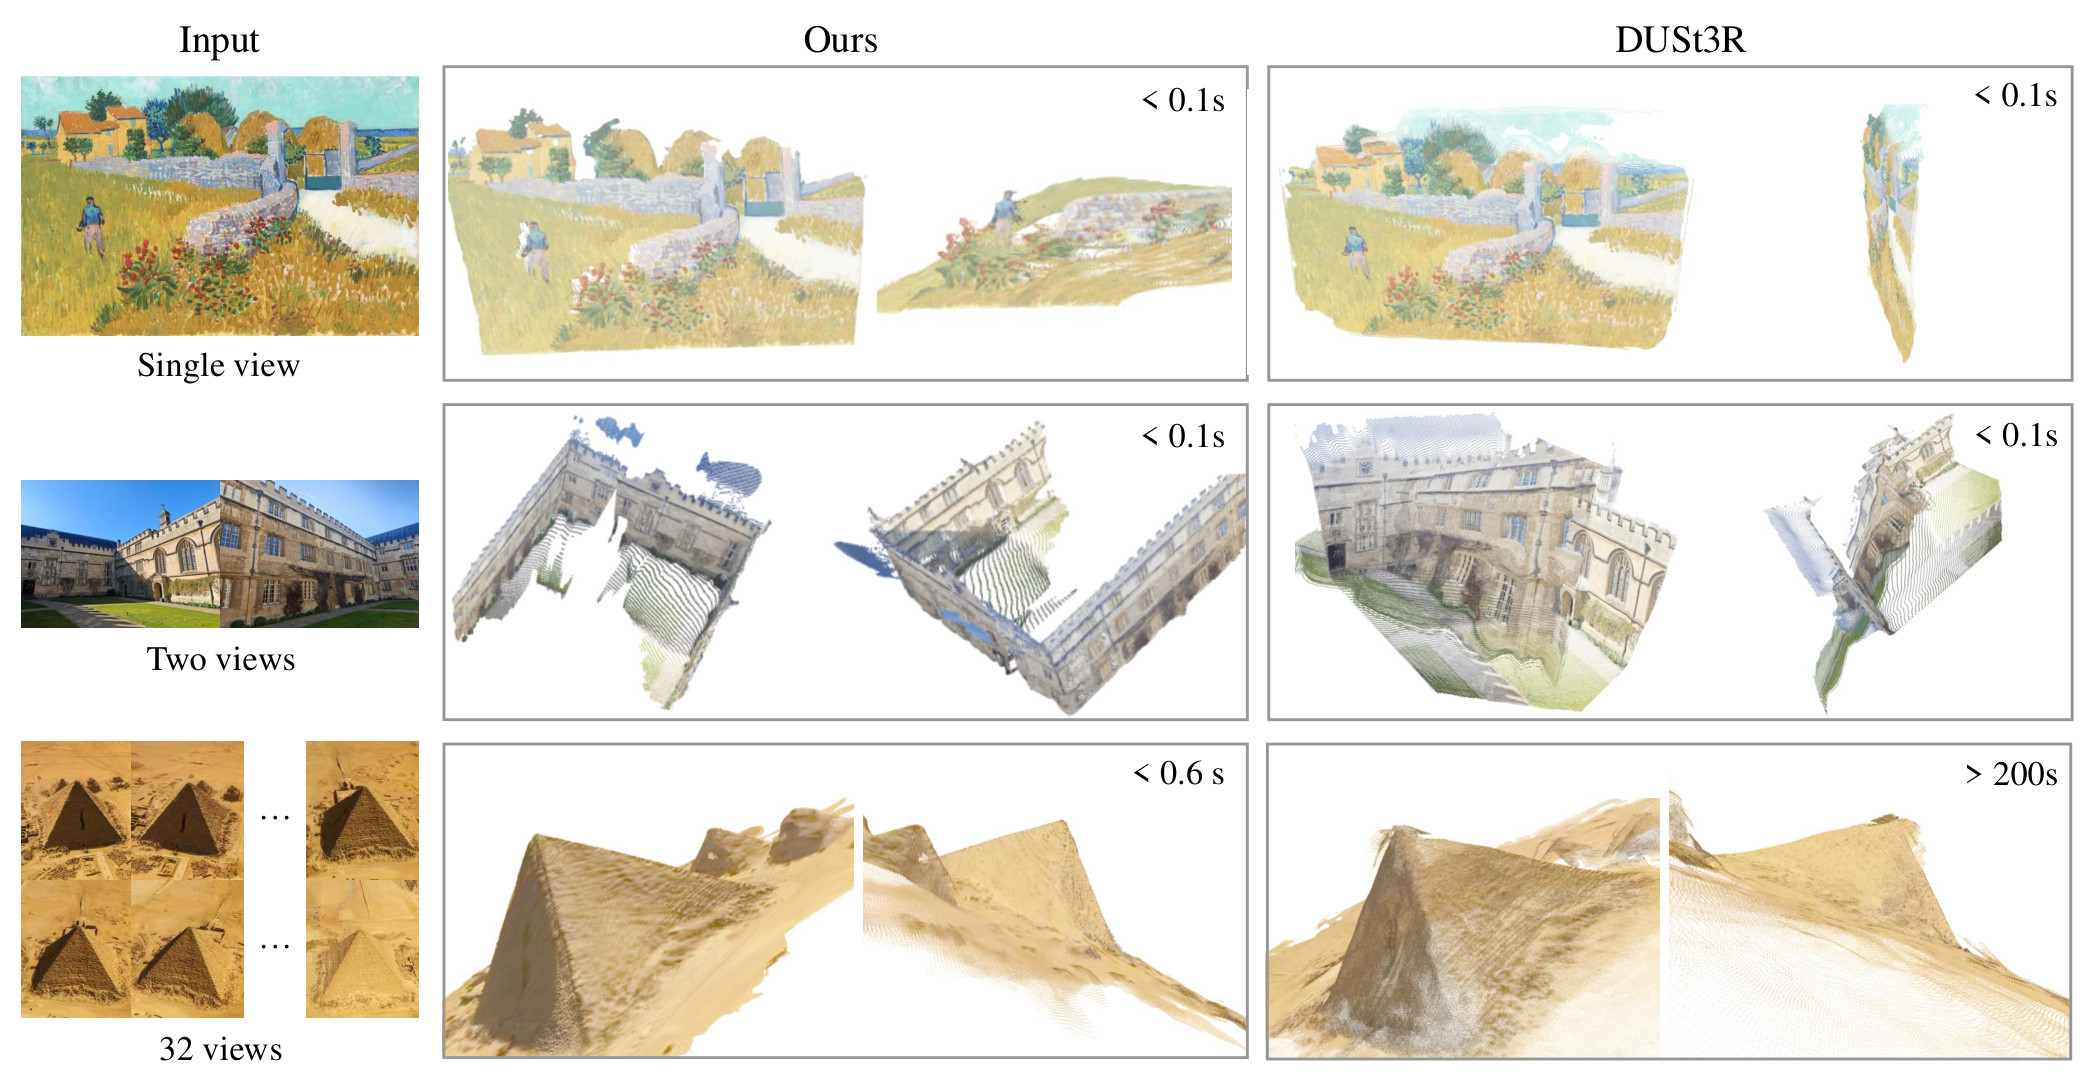 Input
Ours
DUSt3R
< 0.1s
< 0.1s
Single view
< 0.1s
< 0.1s
Two views
< 0.6 s
> 200s
...
...
32 views